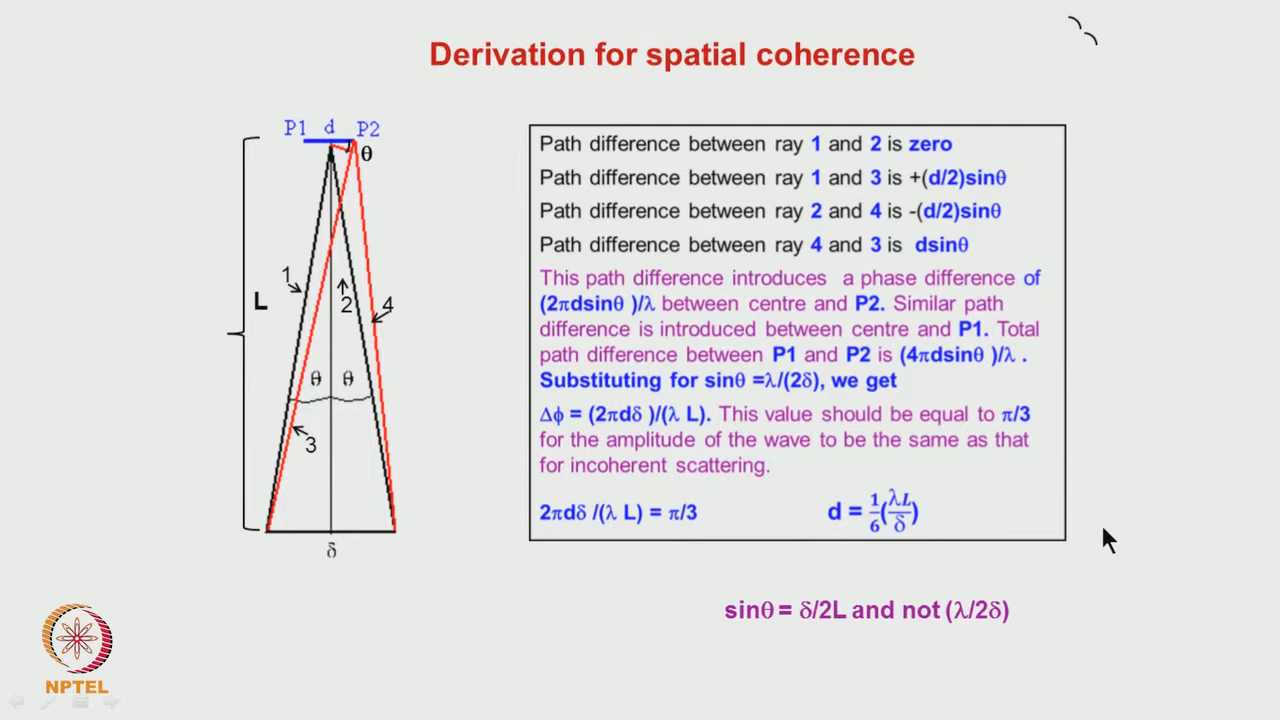 Derivation for spatial coherence
P1 d P2
θ
L
1
2
4
θ θ
3
δ
Path difference between ray 1 and 2 is zero
Path difference between ray 1 and 3 is +(d/2)sinθ
Path difference between ray 2 and 4 is -(d/2)sinθ
Path difference between ray 4 and 3 is dsinθ
This path difference introduces a phase difference of
(2πdsinθ )/λ between centre and P2. Similar path
difference is introduced between centre and P1. Total
path difference between P1 and P2 is (4πdsinθ )/λ .
Substituting for sinθ =λ/(2δ), we get
Δϕ = (2πdδ )/(λ L). This value should be equal to π/3
for the amplitude of the wave to be the same as that
for incoherent scattering.
2πdδ /(λ L) = π/3 d = 1/6(λL/δ)
sinθ = δ/2L and not (λ/2δ)
NPTEL